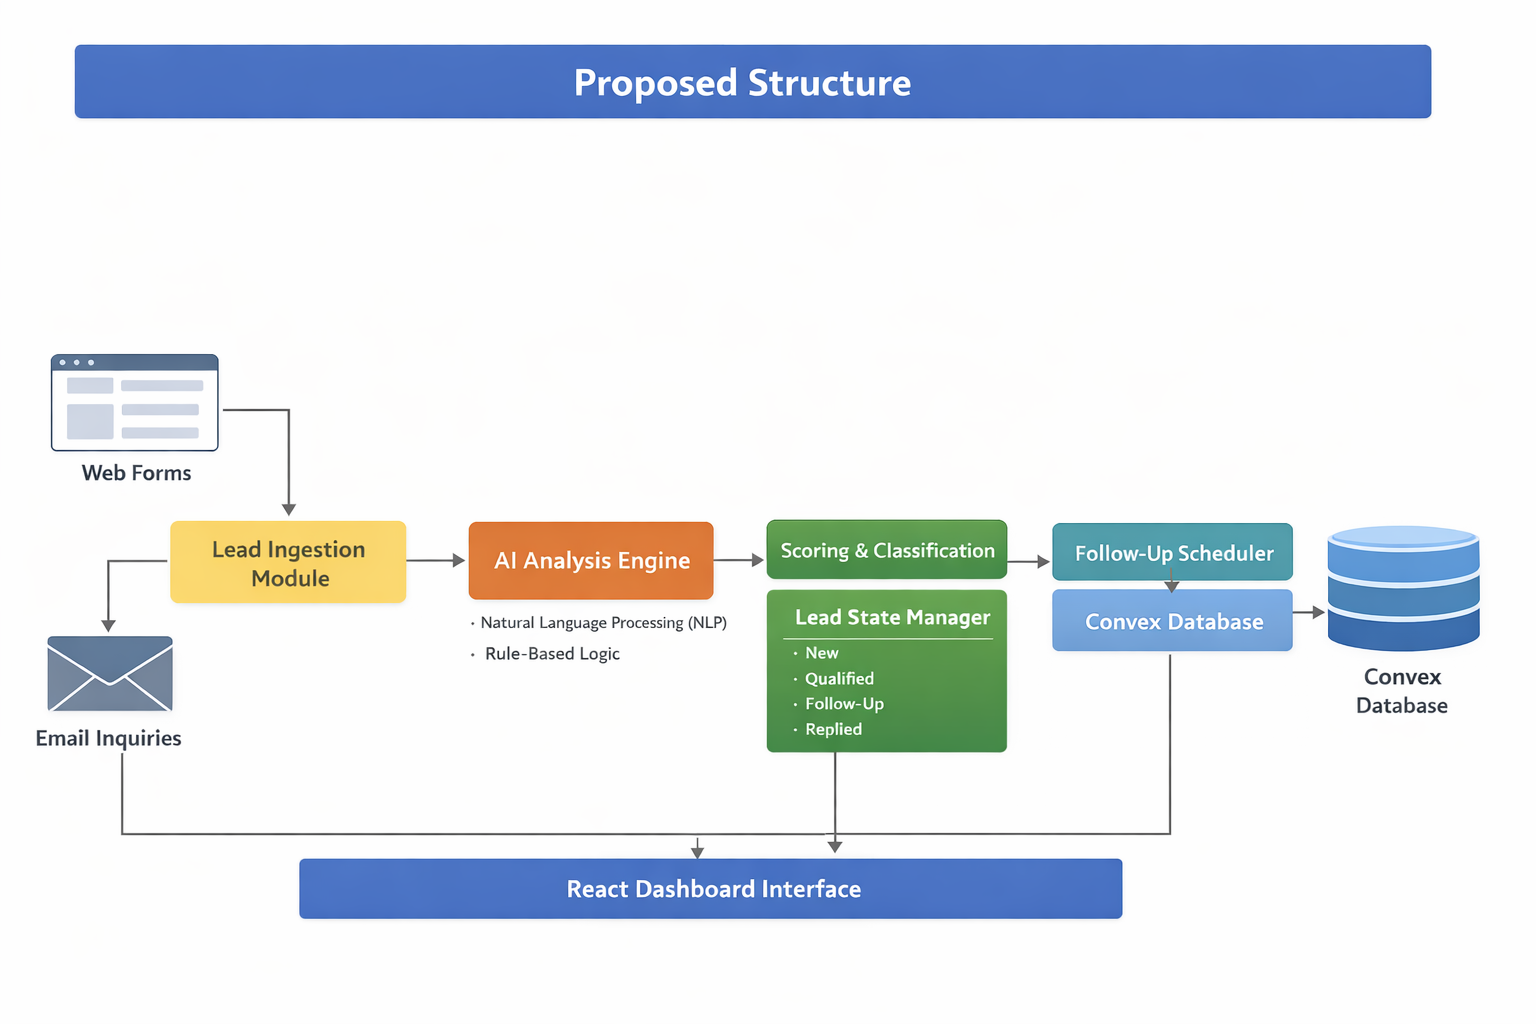 Proposed Structure
Web Forms
Lead Ingestion
Module
AI Analysis Engine
· Natural Language Processing (NLP)
· Rule-Based Logic
Scoring & Classification
Lead State Manager
· New
· Qualified
· Follow-Up
· Replied
Follow-Up Scheduler
Convex Database
Convex
Database
Email Inquiries
React Dashboard Interface